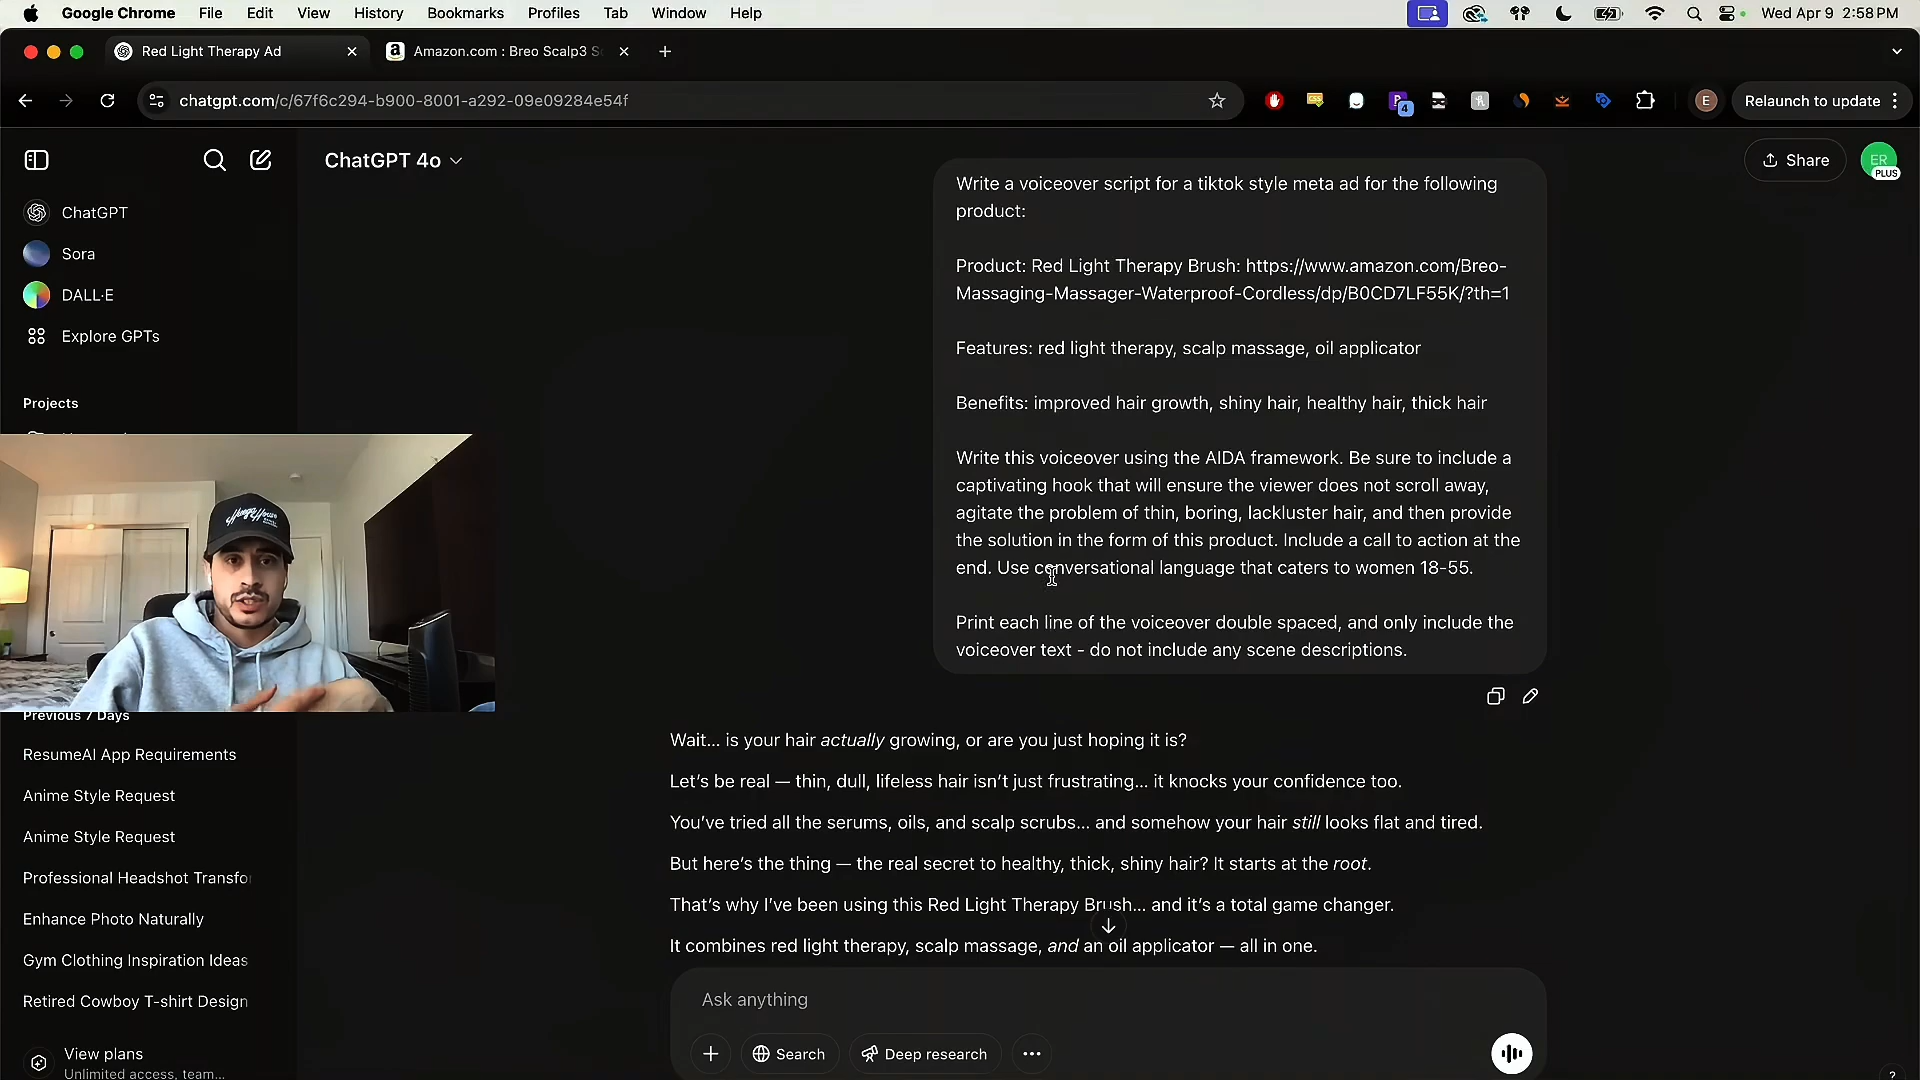 Google Chrome File Edit View History Bookmarks Profiles Tab Window Help Wed Apr 9 2:58 PM
Red Light Therapy Ad
Amazon.com : Breo Scalp3 S
chatgpt.com/c/67f6c294-b900-8001-a292-09e09284e54f
4
E
Relaunch to update
ChatGPT 4o
Share
ER
PLUS
ChatGPT
Sora
DALL·E
Explore GPTs
Projects
Previous 7 Days
ResumeAI App Requirements
Anime Style Request
Anime Style Request
Professional Headshot Transfo
Enhance Photo Naturally
Gym Clothing Inspiration Ideas
Retired Cowboy T-shirt Design
View plans
Unlimited access, team...
Write a voiceover script for a tiktok style meta ad for the following
product:
Product: Red Light Therapy Brush: https://www.amazon.com/Breo-
Massaging-Massager-Waterproof-Cordless/dp/B0CD7LF55K/?th=1
Features: red light therapy, scalp massage, oil applicator
Benefits: improved hair growth, shiny hair, healthy hair, thick hair
Write this voiceover using the AIDA framework. Be sure to include a
captivating hook that will ensure the viewer does not scroll away,
agitate the problem of thin, boring, lackluster hair, and then provide
the solution in the form of this product. Include a call to action at the
end. Use conversational language that caters to women 18-55.
Print each line of the voiceover double spaced, and only include the
voiceover text - do not include any scene descriptions.
Wait... is your hair actually growing, or are you just hoping it is?
Let's be real — thin, dull, lifeless hair isn't just frustrating... it knocks your confidence too.
You've tried all the serums, oils, and scalp scrubs... and somehow your hair still looks flat and tired.
But here's the thing — the real secret to healthy, thick, shiny hair? It starts at the root.
That's why I've been using this Red Light Therapy Brush... and it's a total game changer.
It combines red light therapy, scalp massage, and an oil applicator — all in one.
Ask anything
Search
Deep research
?